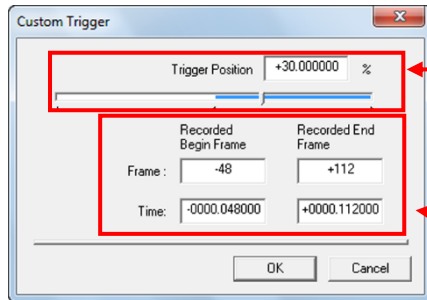 Custom Trigger
Trigger Position +30.000000 %
Recorded Begin Frame
Recorded End Frame
Frame : -48 +112
Time: -0000.048000 +0000.112000
OK Cancel